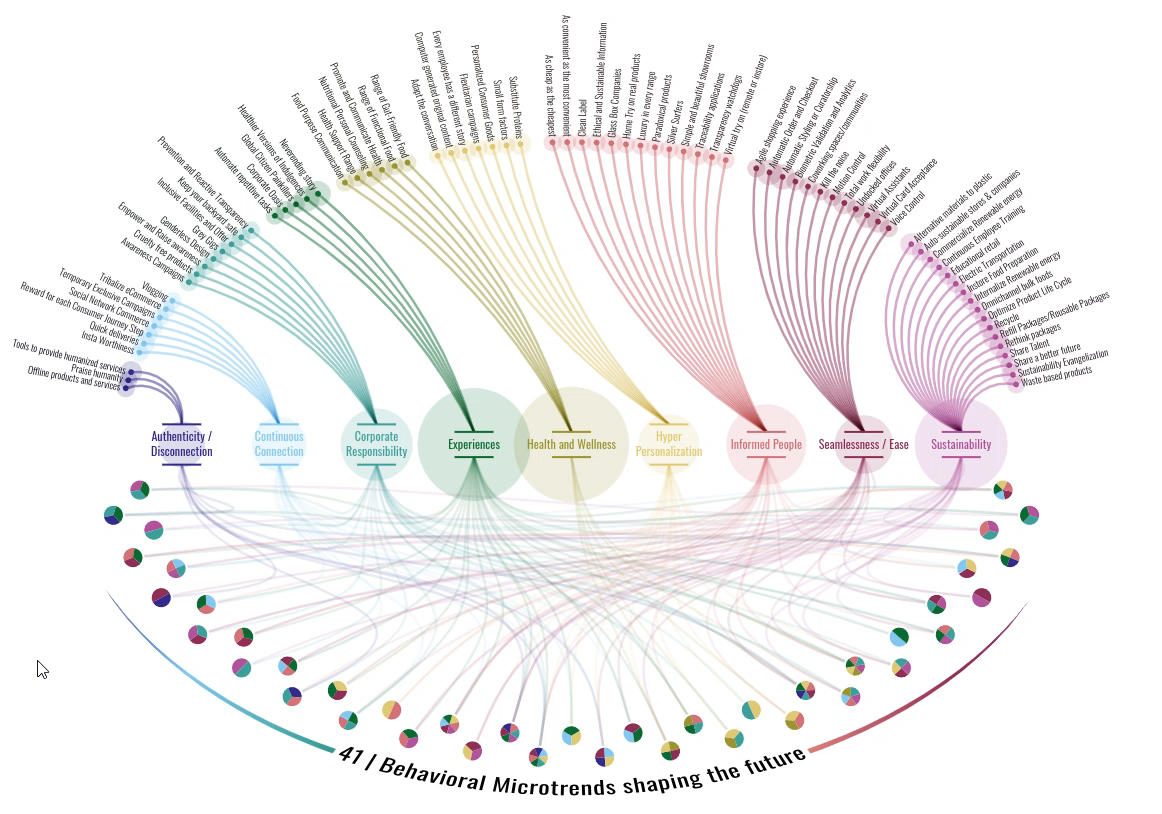 Tools to provide humanized services
Praise humanity
Offline products and services
Vlogging
Tribalize eCommerce
Temporary Exclusive Campaigns
Social Network Commerce
Reward for each Consumer Journey Step
Quick deliveries
Insta Worthiness
Prevention and Reactive Transparency
Keep your backyard safe
Inclusive Facilities and Offer
Grey Gigs
Genderless Design
Empower and Raise awareness
Cruelty free products
Awareness Campaigns
Neverending story
Healthier Versions of Indulgences
Global Citizen Painkillers
Corporate Oasis
Automate repetitive tasks
Range of Gut-Friendly Food
Range of Functional Food
Promote and Communicate Health
Nutritional Personal Counseling
Health Support Range
Food Purpose Communication
Adapt the conversation
Computer generated original content
Every employee has a different story
Flexitarian campaigns
Personalized Consumer Goods
Small form factors
Substitute Proteins
As cheap as the cheapest
As convenient as the most convenient
Clean Label
Ethical and Sustainable Information
Glass Box Companies
Home Try on real products
Luxury in every range
Paradoxical products
Silver Surfers
Simple and beautiful showrooms
Traceability applications
Transparency watchdogs
Virtual try on (remote or instore)
Agile shopping experience
Automatic Order and Checkout
Automatic Styling or Curatorship
Biometric Validation and Analytics
Coworking spaces/communities
Kill the noise
Motion Control
Total work flexibility
Undocked offices
Virtual Assistants
Virtual Card Acceptance
Voice Control
Alternative materials to plastic
Auto-sustainable stores & companies
Commercialize Renewable energy
Continuous Employee Training
Educational retail
Electric Transportation
Instore Food Preparation
Internalize Renewable energy
Omnichannel bulk foods
Optimize Product Life Cycle
Recycle
Refill Packages/Reusable Packages
Rethink packages
Share Talent
Share a better future
Sustainability Evangelization
Waste based products
Authenticity /
Disconnection
Continuous
Connection
Corporate
Responsibility
Experiences
Health and Wellness
Hyper
Personalization
Informed People
Seamlessness / Ease
Sustainability
41 | Behavioral Microtrends shaping the future